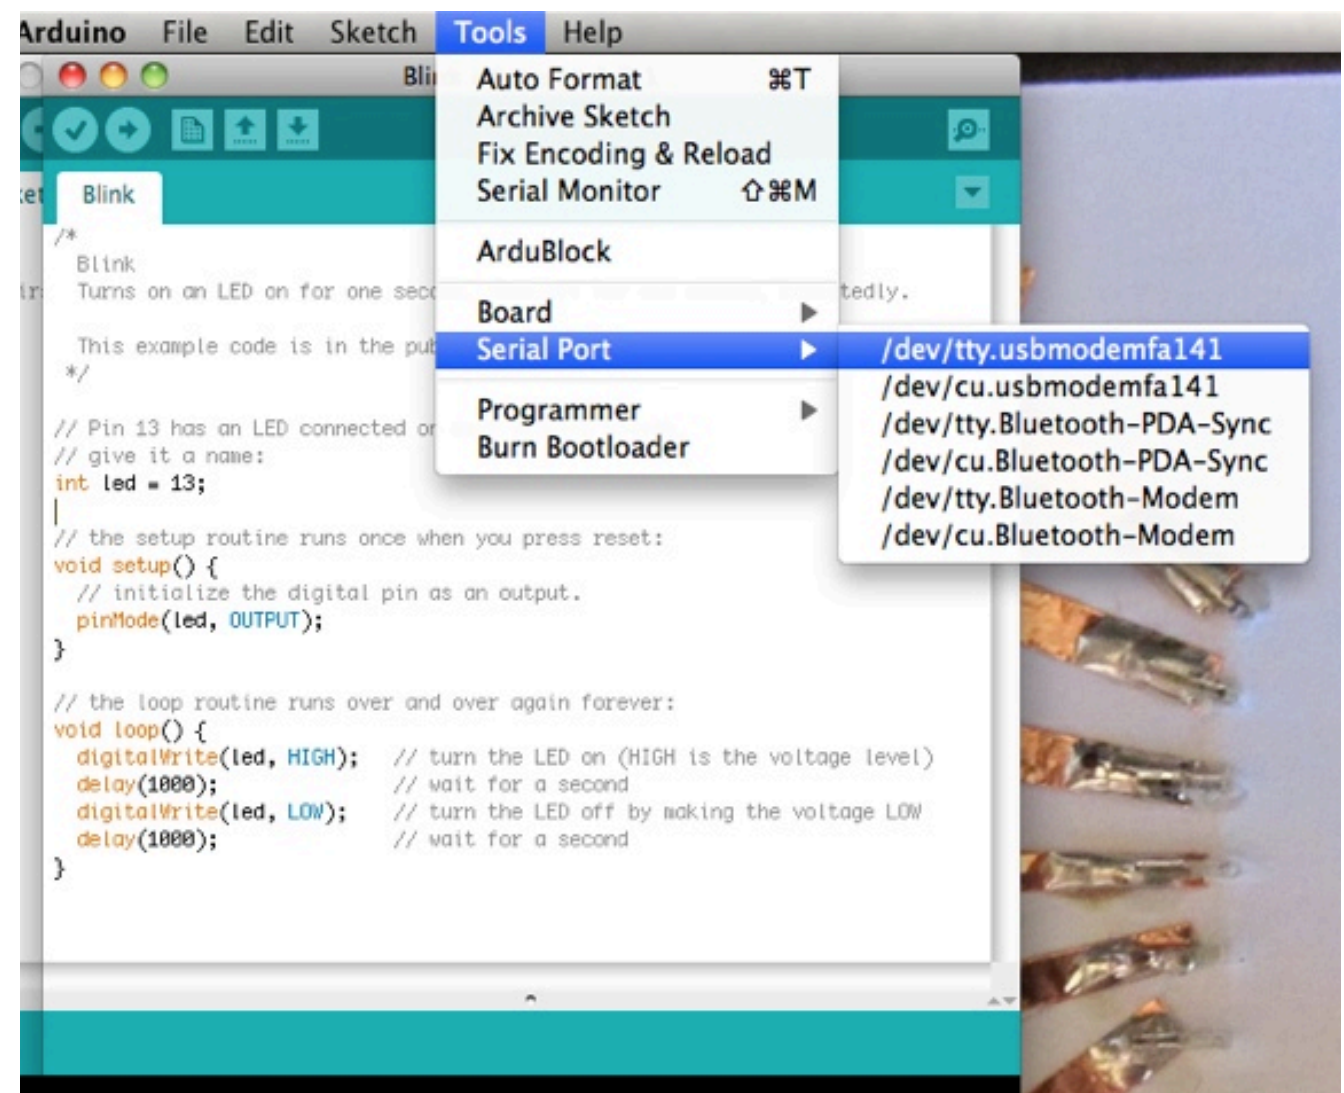 Arduino File Edit Sketch Tools Help
Bli
Auto Format ⌘T
Archive Sketch
Fix Encoding & Reload
Serial Monitor ⇧⌘M
ArduBlock
Board
Serial Port
Programmer
Burn Bootloader
/dev/tty.usbmodemfa141
/dev/cu.usbmodemfa141
/dev/tty.Bluetooth-PDA-Sync
/dev/cu.Bluetooth-PDA-Sync
/dev/tty.Bluetooth-Modem
/dev/cu.Bluetooth-Modem
Blink
/*
Blink
Turns on an LED on for one seco tedly.
This example code is in the pub
*/
// Pin 13 has an LED connected on
// give it a name:
int led = 13;
// the setup routine runs once when you press reset:
void setup() {
// initialize the digital pin as an output.
pinMode(led, OUTPUT);
}
// the loop routine runs over and over again forever:
void loop() {
digitalWrite(led, HIGH); // turn the LED on (HIGH is the voltage level)
delay(1000); // wait for a second
digitalWrite(led, LOW); // turn the LED off by making the voltage LOW
delay(1000); // wait for a second
}